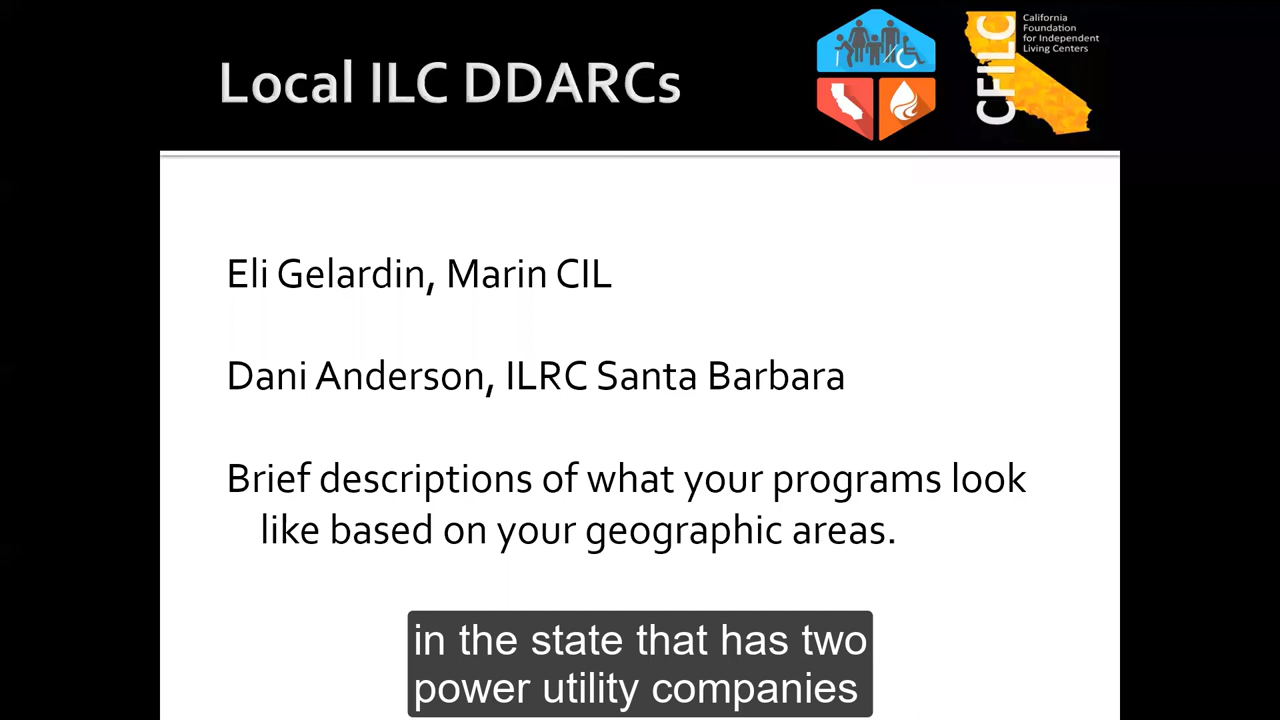 Local ILC DDARCs
CFILC
California
Foundation
for Independent
Living Centers
Eli Gelardin, Marin CIL
Dani Anderson, ILRC Santa Barbara
Brief descriptions of what your programs look
like based on your geographic areas.
in the state that has two
power utility companies